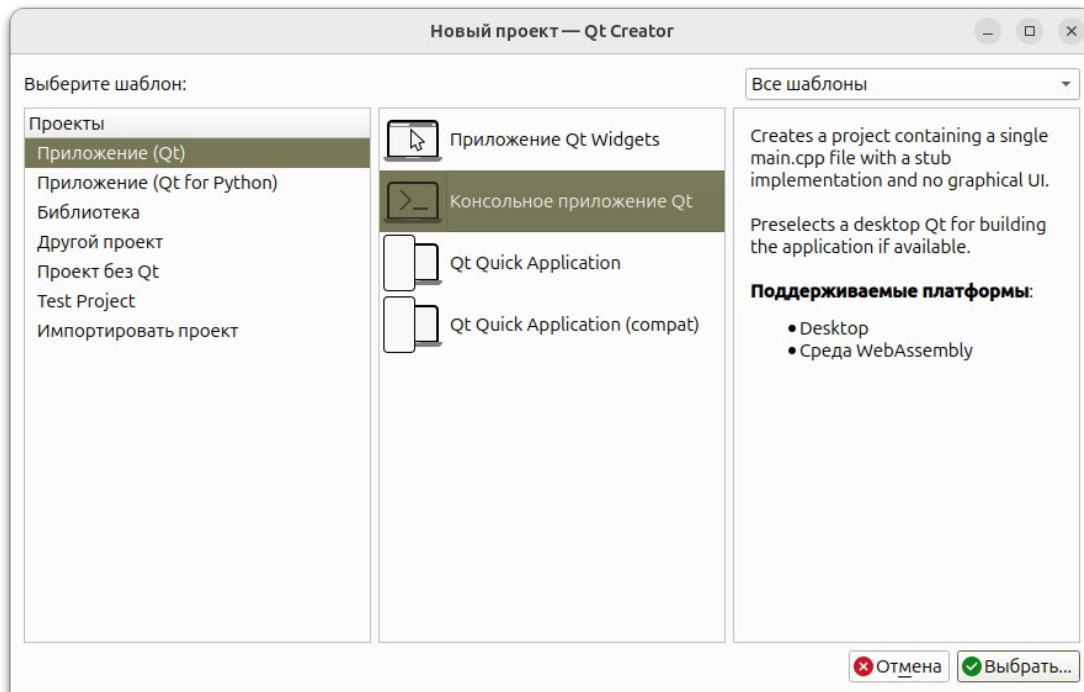 Новый проект — Qt Creator
Выберите шаблон:
Все шаблоны
Проекты
Приложение (Qt)
Приложение (Qt for Python)
Библиотека
Другой проект
Проект без Qt
Test Project
Импортировать проект
Приложение Qt Widgets
Консольное приложение Qt
Qt Quick Application
Qt Quick Application (compat)
Creates a project containing a single
main.cpp file with a stub
implementation and no graphical UI.
Preselects a desktop Qt for building
the application if available.
Поддерживаемые платформы:
• Desktop
• Среда WebAssembly
Отмена
Выбрать...